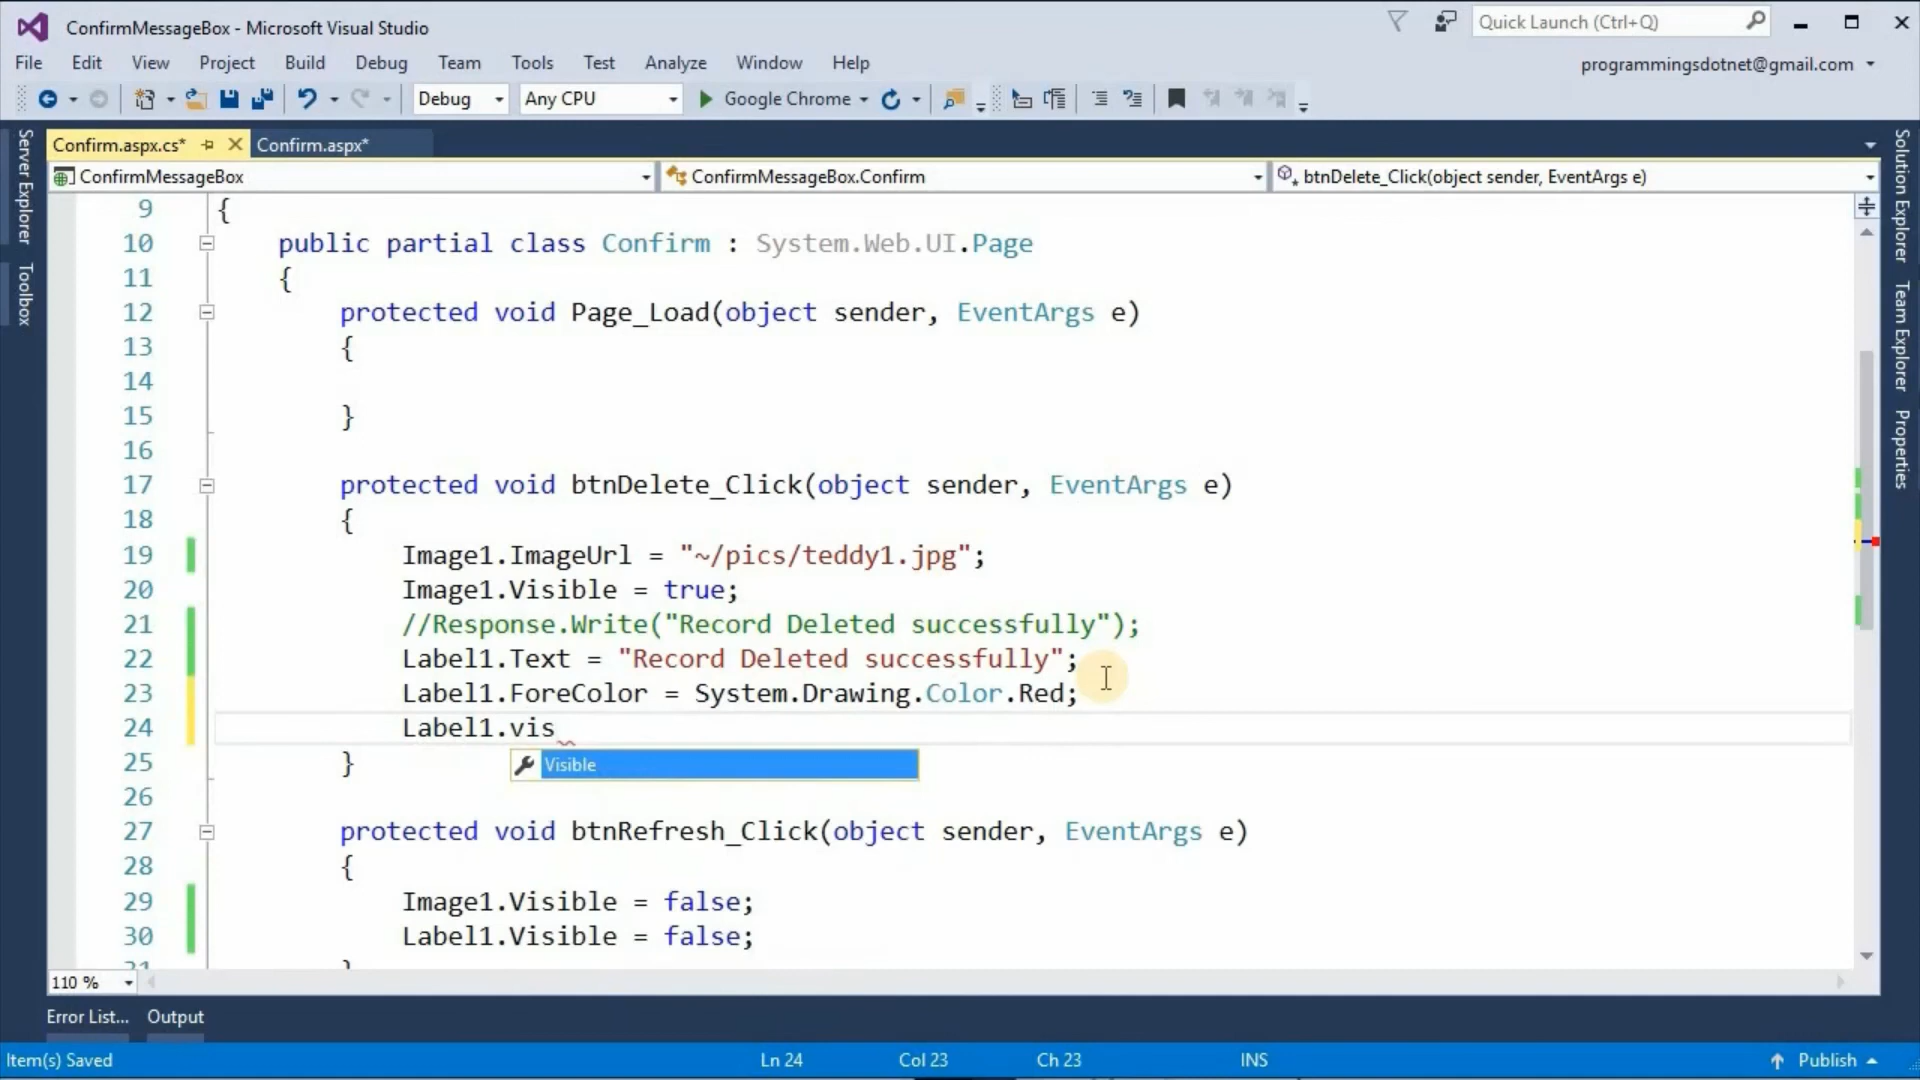 ConfirmMessageBox - Microsoft Visual Studio
Quick Launch (Ctrl+Q)
File Edit View Project Build Debug Team Tools Test Analyze Window Help
programmingsdotnet@gmail.com
Debug Any CPU Google Chrome
Confirm.aspx.cs* Confirm.aspx*
ConfirmMessageBox ConfirmMessageBox.Confirm btnDelete_Click(object sender, EventArgs e)
Server Explorer
Toolbox
9 {
10 public partial class Confirm : System.Web.UI.Page
11 {
12 protected void Page_Load(object sender, EventArgs e)
13 {
14
15 }
16
17 protected void btnDelete_Click(object sender, EventArgs e)
18 {
19 Image1.ImageUrl = "~/pics/teddy1.jpg";
20 Image1.Visible = true;
21 //Response.Write("Record Deleted successfully");
22 Label1.Text = "Record Deleted successfully";
23 Label1.ForeColor = System.Drawing.Color.Red;
24 Label1.vis
Visible
25 }
26
27 protected void btnRefresh_Click(object sender, EventArgs e)
28 {
29 Image1.Visible = false;
30 Label1.Visible = false;
31 }
Solution Explorer
Team Explorer
Properties
110 %
Error List... Output
Item(s) Saved Ln 24 Col 23 Ch 23 INS Publish